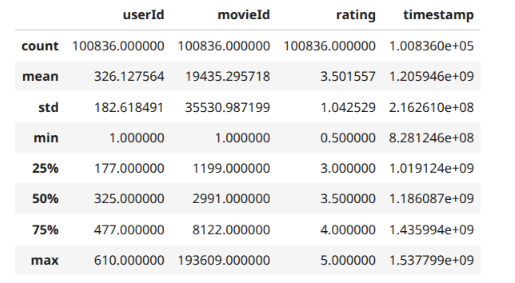 userId movieId rating timestamp
count 100836.000000 100836.000000 100836.000000 1.008360e+05
mean 326.127564 19435.295718 3.501557 1.205946e+09
std 182.618491 35530.987199 1.042529 2.162610e+08
min 1.000000 1.000000 0.500000 8.281246e+08
25% 177.000000 1199.000000 3.000000 1.019124e+09
50% 325.000000 2991.000000 3.500000 1.186087e+09
75% 477.000000 8122.000000 4.000000 1.435994e+09
max 610.000000 193609.000000 5.000000 1.537799e+09